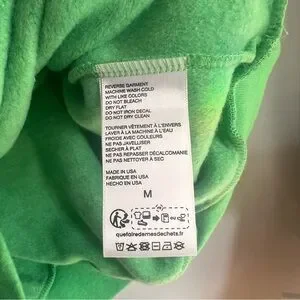 REVERSE GARMENT
MACHINE WASH COLD
WITH LIKE COLORS
DO NOT BLEACH
DRY FLAT
DO NOT IRON DECAL
DO NOT DRY CLEAN
TOURNER VÊTEMENT À L'ENVERS
LAVER À LA MACHINE À L'EAU
FROIDE AVEC COULEURS
NE PAS JAVELLISER
SECHER À PLAT
NE PAS REPASSER DÉCALCOMANIE
NE PAS NETTOYER À SEC
MADE IN USA
FABRIQUÉ EN USA
HECHO EN USA
M
quefairedemesdechets.fr